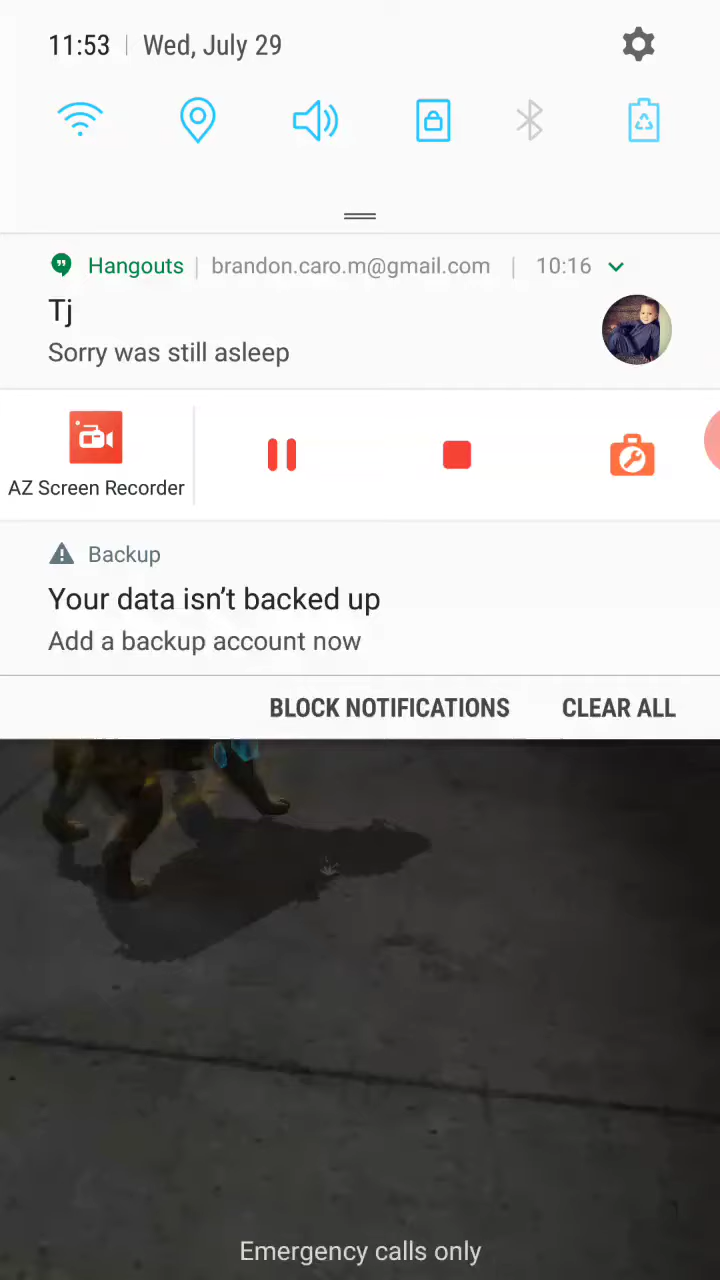 11:53 | Wed, July 29
Hangouts | brandon.caro.m@gmail.com | 10:16
Tj
Sorry was still asleep
AZ Screen Recorder
Backup
Your data isn’t backed up
Add a backup account now
BLOCK NOTIFICATIONS CLEAR ALL
Emergency calls only